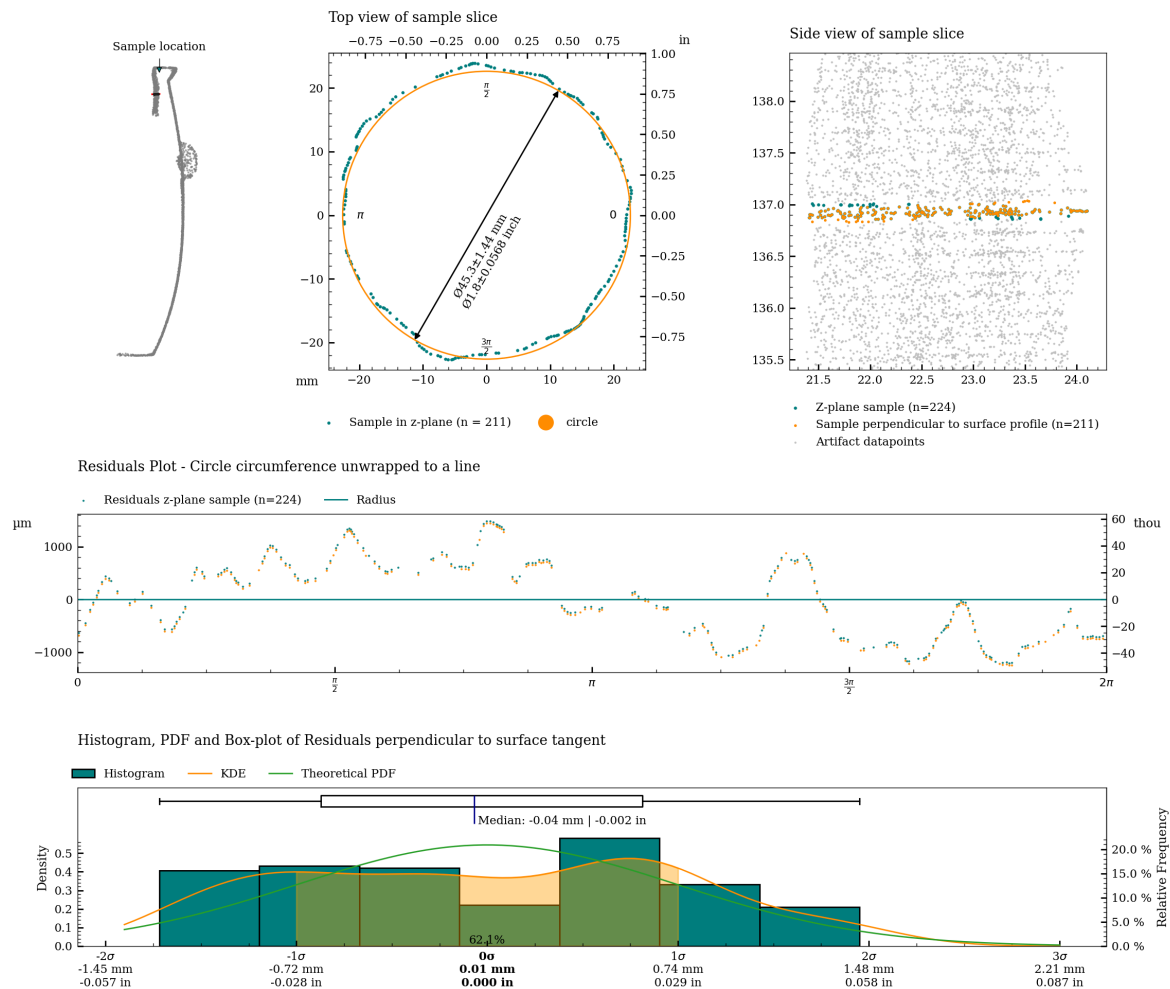 Sample location
Top view of sample slice
−0.75 −0.50 −0.25 0.00 0.25 0.50 0.75 in
1.00
0.75
0.50
0.25
0.00
−0.25
−0.50
−0.75
20
10
0
−10
−20
mm
−20 −10 0 10 20
π/2
π
0
3π/2
Ø45.3±1.44 mm
Ø1.8±0.0568 inch
Sample in z-plane (n = 211) circle
Side view of sample slice
138.0
137.5
137.0
136.5
136.0
135.5
21.5 22.0 22.5 23.0 23.5 24.0
Z-plane sample (n=224)
Sample perpendicular to surface profile (n=211)
Artifact datapoints
Residuals Plot - Circle circumference unwrapped to a line
Residuals z-plane sample (n=224) Radius
µm
1000
0
−1000
thou
60
40
20
0
−20
−40
0 π/2 π 3π/2 2π
Histogram, PDF and Box-plot of Residuals perpendicular to surface tangent
Histogram KDE Theoretical PDF
Median: -0.04 mm | -0.002 in
Density
0.5
0.4
0.3
0.2
0.1
0.0
Relative Frequency
20.0 %
15.0 %
10.0 %
5.0 %
0.0 %
62.1%
-2σ -1σ 0σ 1σ 2σ 3σ
-1.45 mm -0.72 mm 0.01 mm 0.74 mm 1.48 mm 2.21 mm
-0.057 in -0.028 in 0.000 in 0.029 in 0.058 in 0.087 in